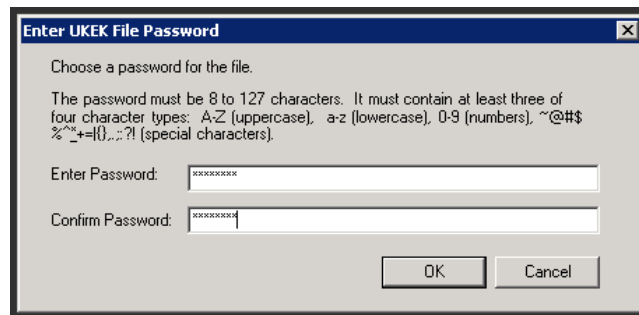 Enter UKEK File Password
Choose a password for the file.
The password must be 8 to 127 characters.  It must contain at least three of
four character types:  A-Z (uppercase),  a-z (lowercase), 0-9 (numbers), ~@#$
%^*_+=|{},.;:?! (special characters).
Enter Password: ********
Confirm Password: ********
OK Cancel